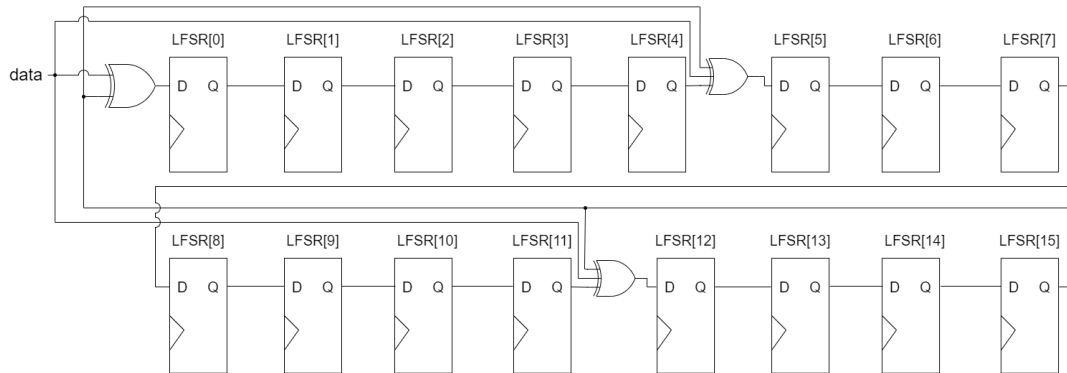 LFSR[0] LFSR[1] LFSR[2] LFSR[3] LFSR[4] LFSR[5] LFSR[6] LFSR[7]
data
D Q D Q D Q D Q D Q D Q D Q D Q
LFSR[8] LFSR[9] LFSR[10] LFSR[11] LFSR[12] LFSR[13] LFSR[14] LFSR[15]
D Q D Q D Q D Q D Q D Q D Q D Q